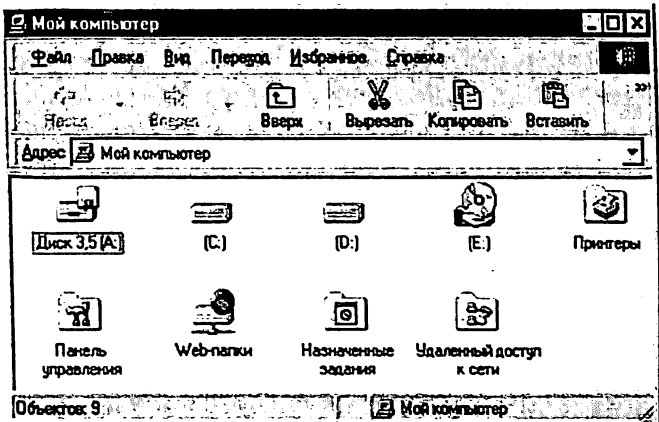 Мой компьютер
Файл Правка Вид Переход Избранное Справка
Назад Вперед Вверх Вырезать Копировать Вставить »
Адрес Мой компьютер
Диск 3,5 (A:) (C:) (D:) (E:) Принтеры
Панель управления Web-папки Назначенные задания Удаленный доступ к сети
Объектов: 9 Мой компьютер